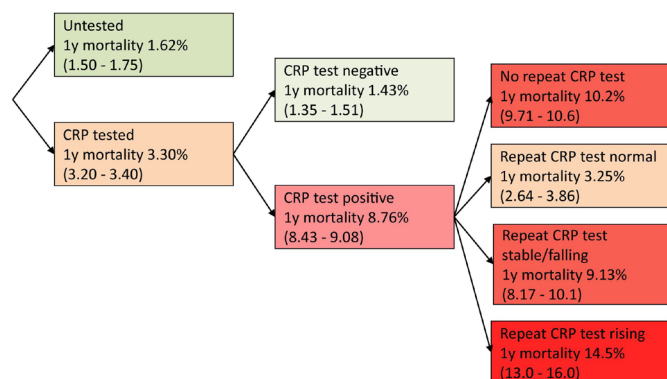 Untested
1y mortality 1.62%
(1.50 - 1.75)
CRP tested
1y mortality 3.30%
(3.20 - 3.40)
CRP test negative
1y mortality 1.43%
(1.35 - 1.51)
CRP test positive
1y mortality 8.76%
(8.43 - 9.08)
No repeat CRP test
1y mortality 10.2%
(9.71 - 10.6)
Repeat CRP test normal
1y mortality 3.25%
(2.64 - 3.86)
Repeat CRP test
stable/falling
1y mortality 9.13%
(8.17 - 10.1)
Repeat CRP test rising
1y mortality 14.5%
(13.0 - 16.0)